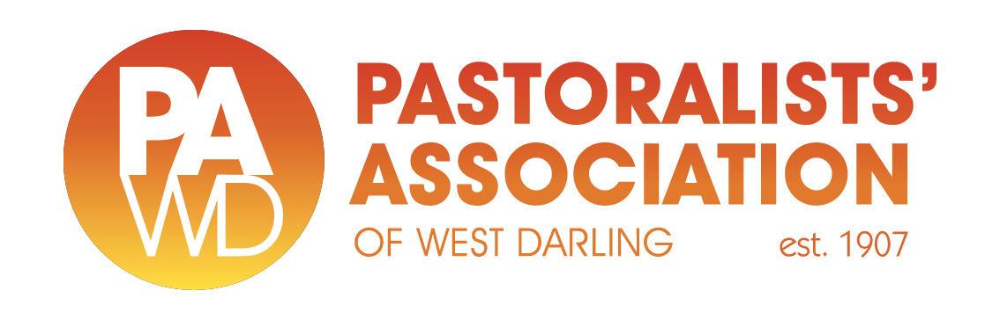 PA
WD
PASTORALISTS’
ASSOCIATION
OF WEST DARLING est. 1907